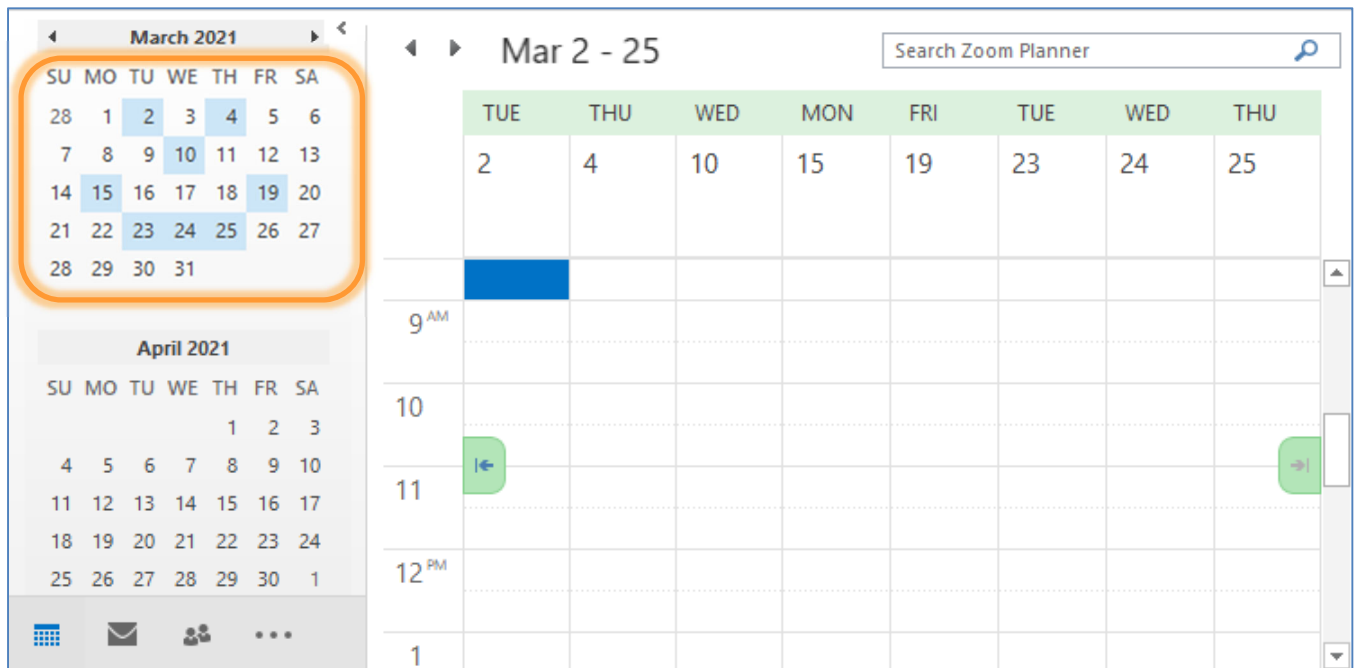 March 2021
SU MO TU WE TH FR SA
28 1 2 3 4 5 6
7 8 9 10 11 12 13
14 15 16 17 18 19 20
21 22 23 24 25 26 27
28 29 30 31
April 2021
SU MO TU WE TH FR SA
1 2 3
4 5 6 7 8 9 10
11 12 13 14 15 16 17
18 19 20 21 22 23 24
25 26 27 28 29 30 1
Mar 2 - 25
Search Zoom Planner
TUE THU WED MON FRI TUE WED THU
2 4 10 15 19 23 24 25
9 AM
10
11
12 PM
1